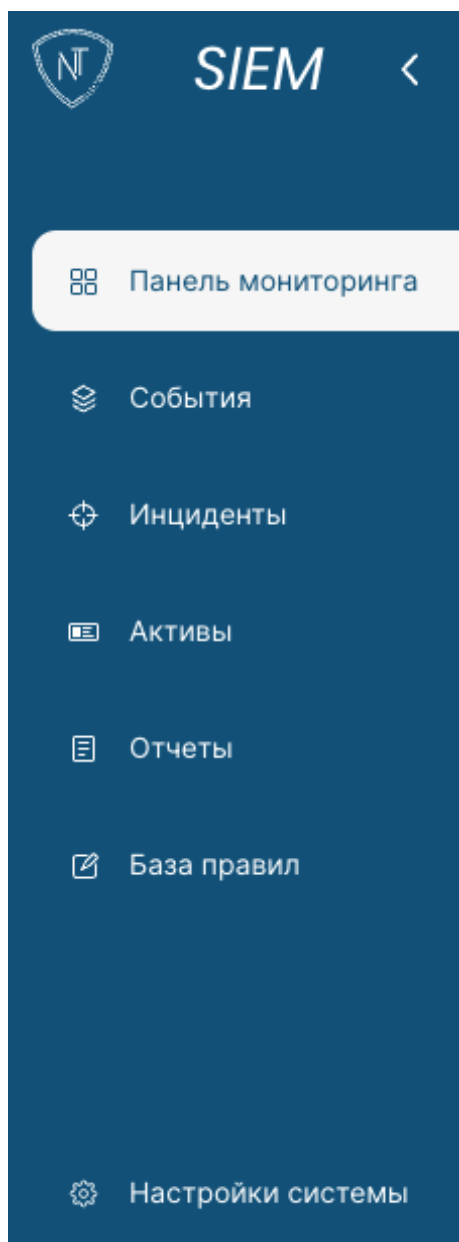 NT
SIEM
Панель мониторинга
События
Инциденты
Активы
Отчеты
База правил
Настройки системы